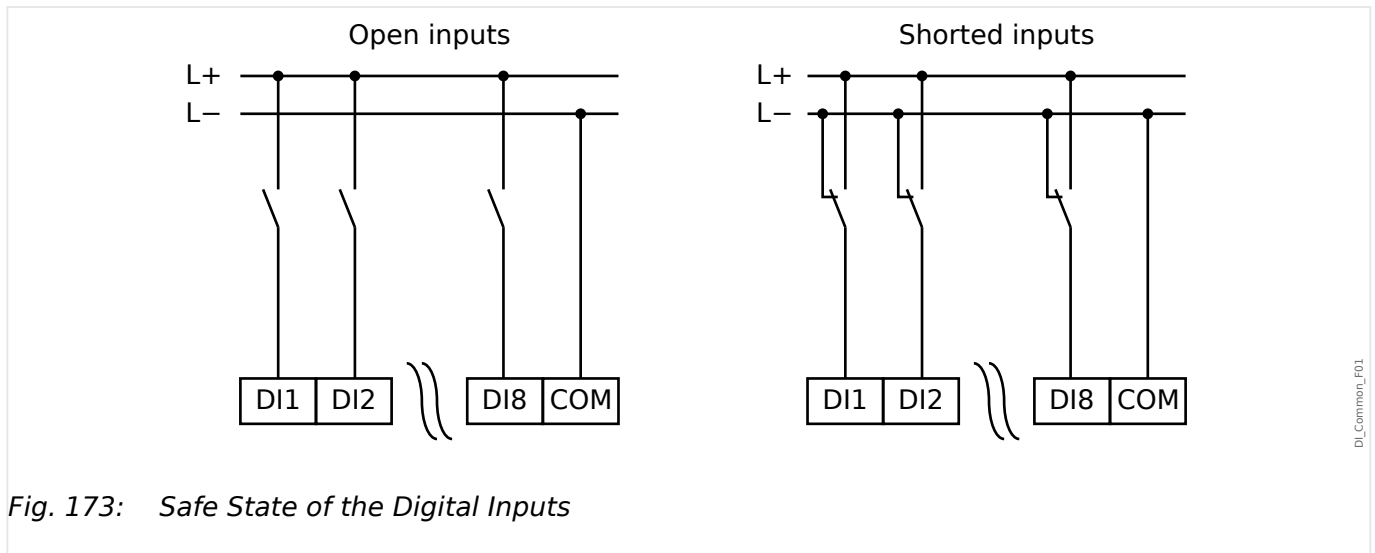 Open inputs
Shorted inputs
L+
L−
L+
L−
DI1 DI2 DI8 COM
DI1 DI2 DI8 COM
DI_Common_F01
Fig. 173: Safe State of the Digital Inputs